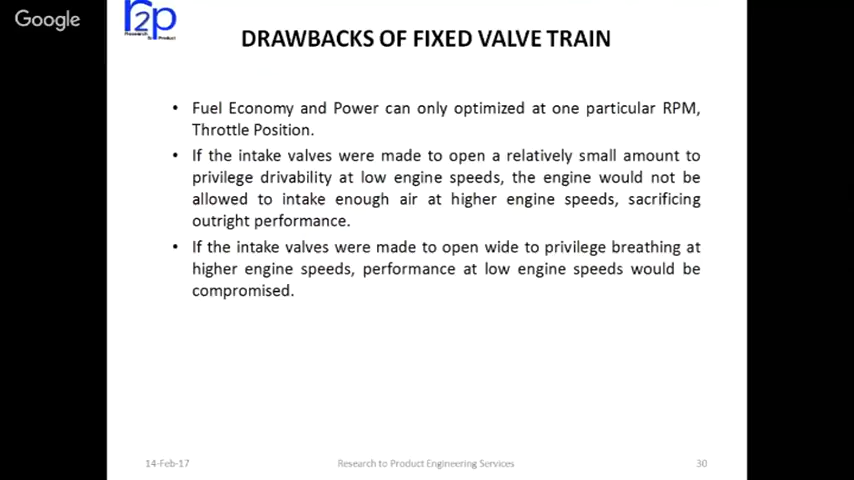 Google
r2p
Research
to Product
DRAWBACKS OF FIXED VALVE TRAIN
• Fuel Economy and Power can only optimized at one particular RPM,
Throttle Position.
• If the intake valves were made to open a relatively small amount to
privilege drivability at low engine speeds, the engine would not be
allowed to intake enough air at higher engine speeds, sacrificing
outright performance.
• If the intake valves were made to open wide to privilege breathing at
higher engine speeds, performance at low engine speeds would be
compromised.
14-Feb-17 Research to Product Engineering Services 30